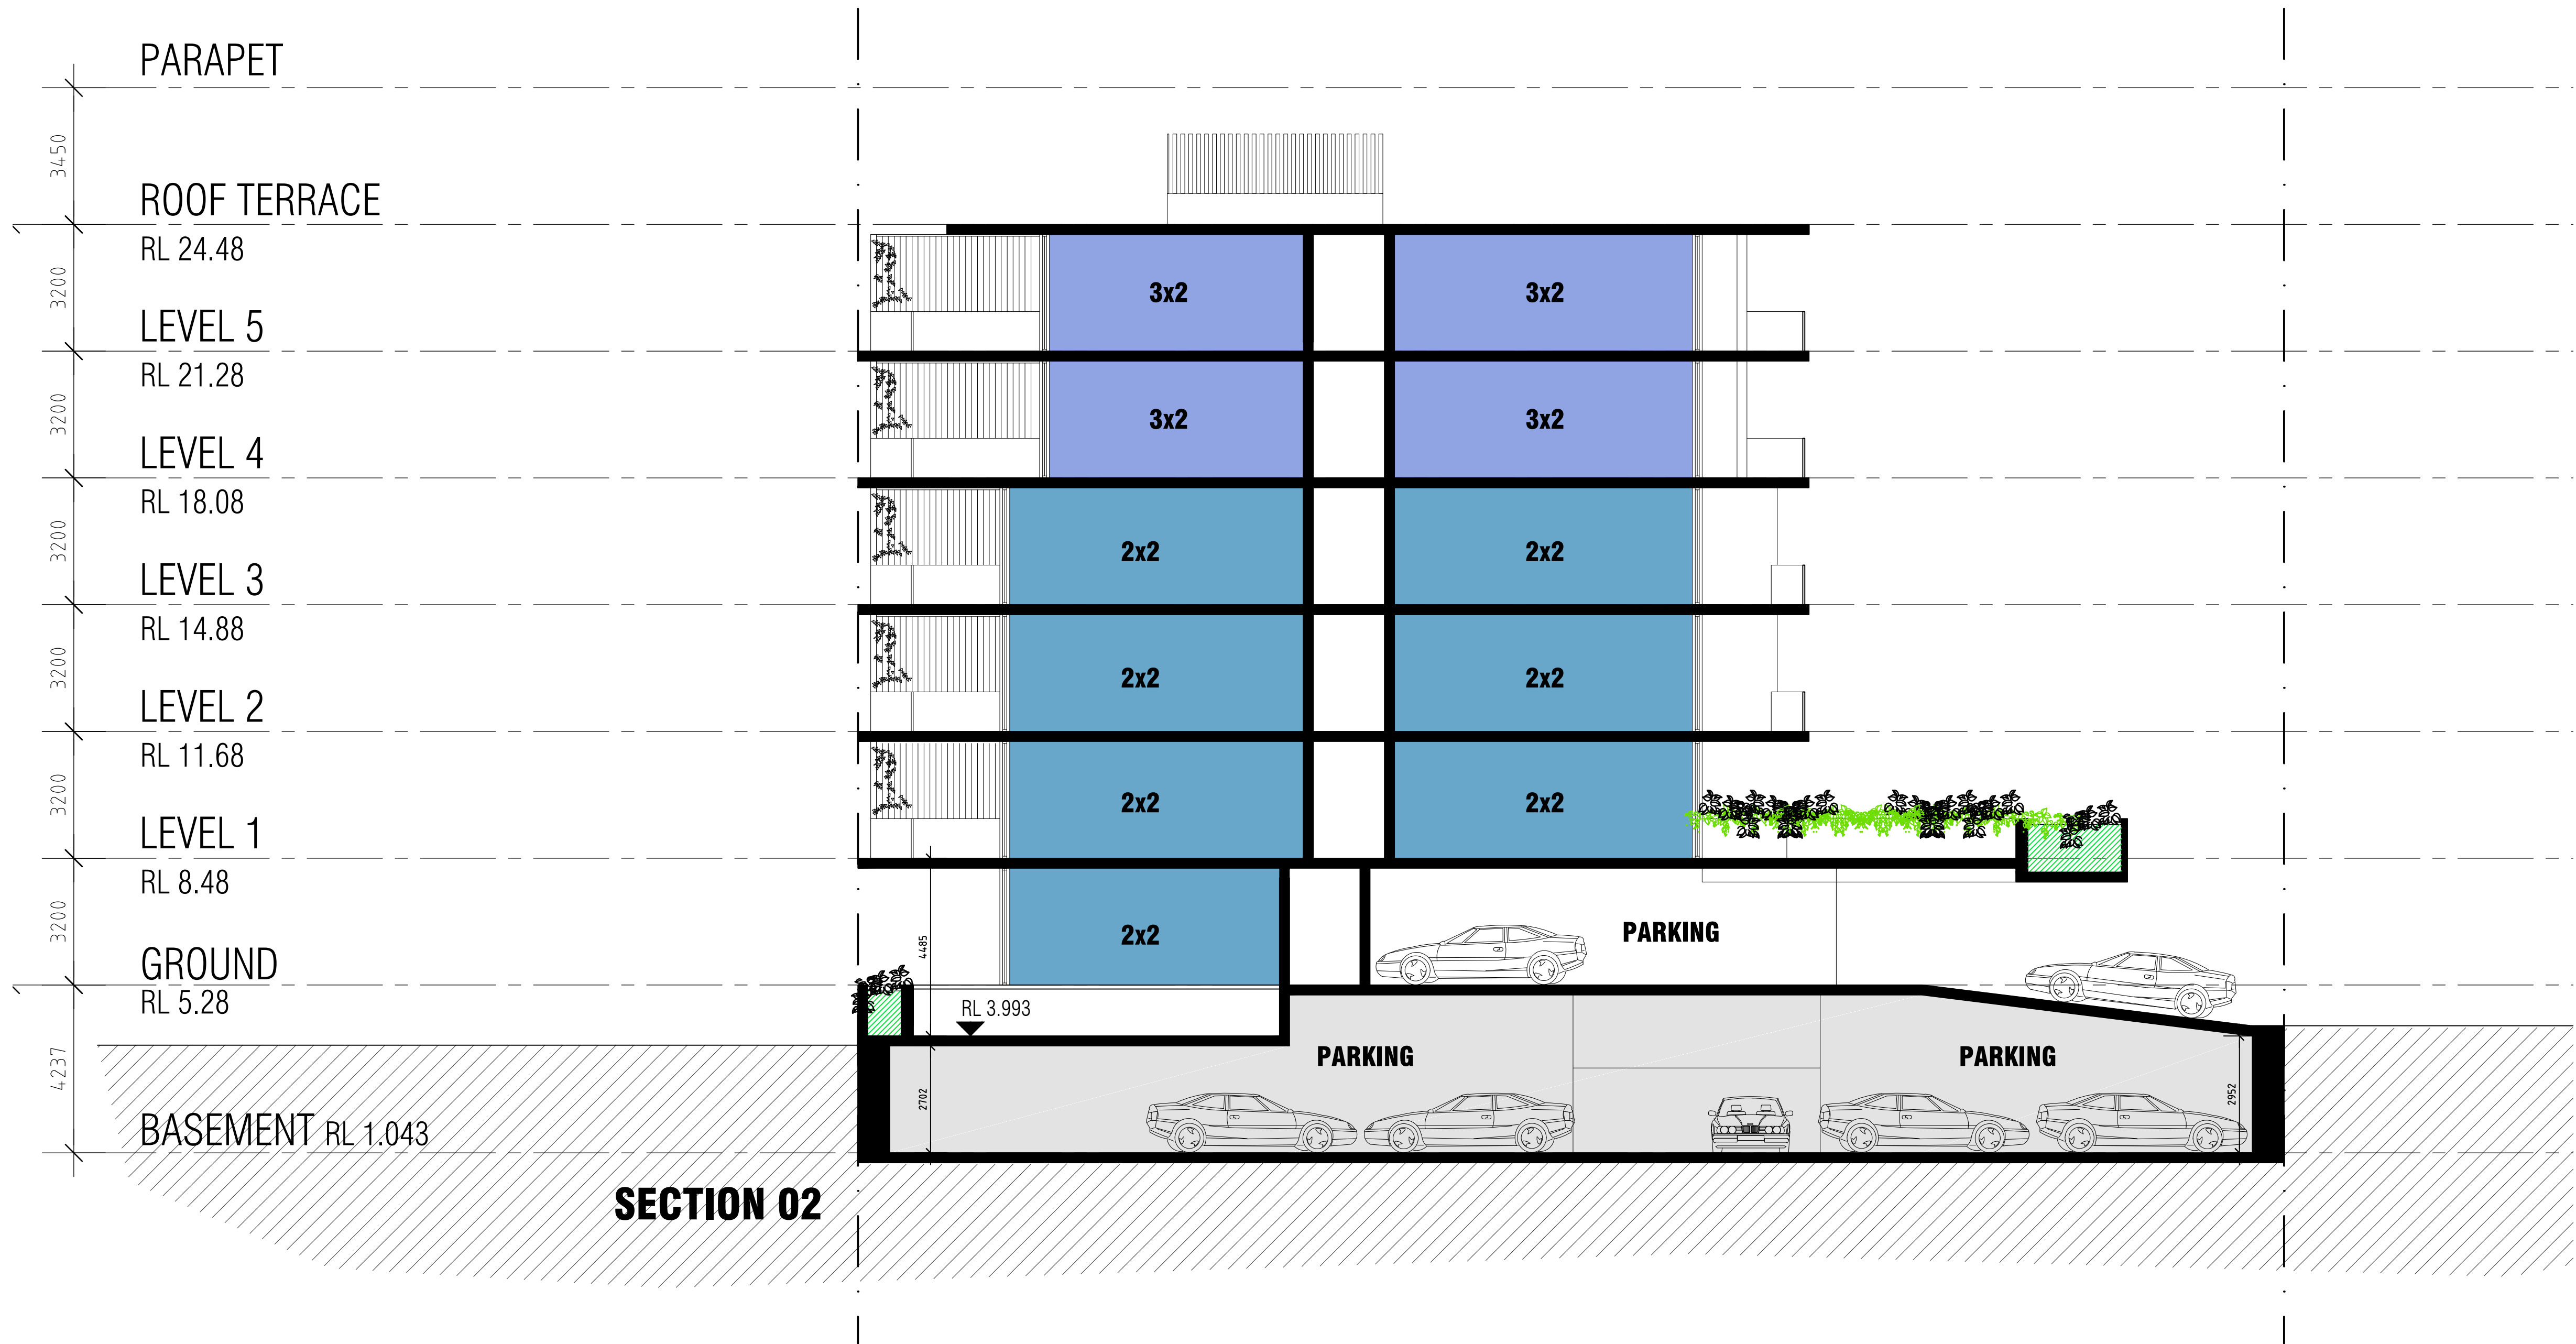 PARAPET
3450
ROOF TERRACE
RL 24.48
3200
3x2 3x2
LEVEL 5
RL 21.28
3200
3x2 3x2
LEVEL 4
RL 18.08
3200
2x2 2x2
LEVEL 3
RL 14.88
3200
2x2 2x2
LEVEL 2
RL 11.68
3200
2x2 2x2
LEVEL 1
RL 8.48
3200
4485
2x2
PARKING
GROUND
RL 5.28
RL 3.993
4237
2702
PARKING PARKING
2952
BASEMENT RL 1.043
SECTION 02